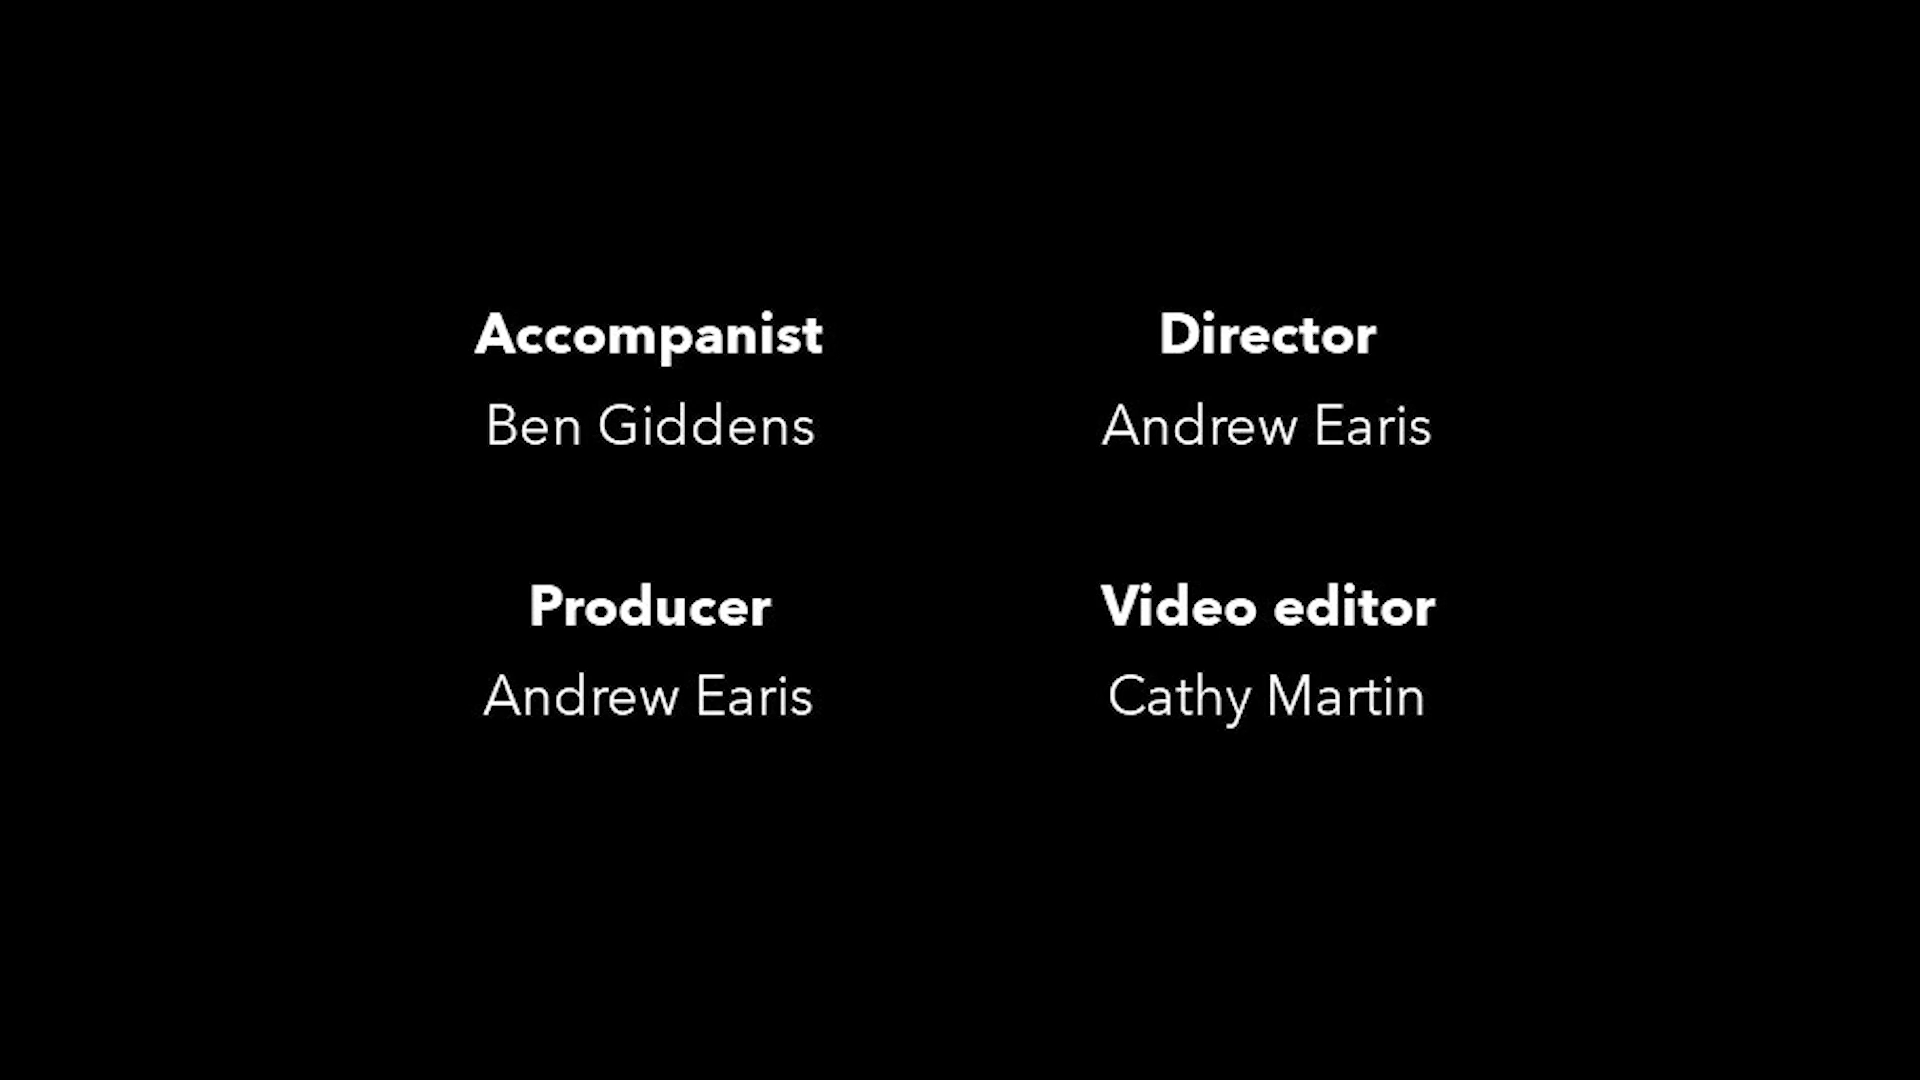 Accompanist
Ben Giddens
Director
Andrew Earis
Producer
Andrew Earis
Video editor
Cathy Martin